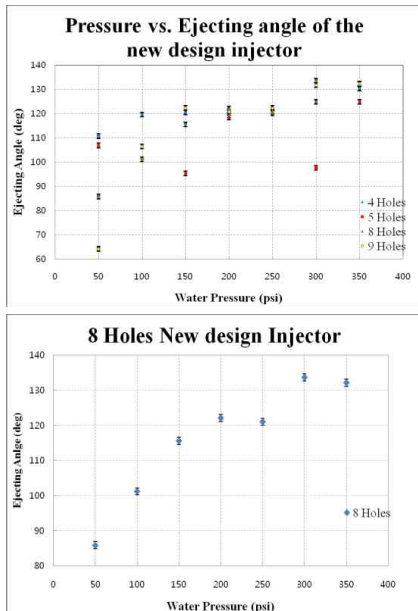 Pressure vs. Ejecting angle of the
new design injector
140
130
120
110
100
90
80
70
60
Ejecting Angle (deg)
4 Holes
5 Holes
8 Holes
9 Holes
0 50 100 150 200 250 300 350 400
Water Pressure (psi)
8 Holes New design Injector
140
130
120
110
100
90
80
Ejecting Anlge (deg)
8 Holes
0 50 100 150 200 250 300 350 400
Water Pressure (psi)